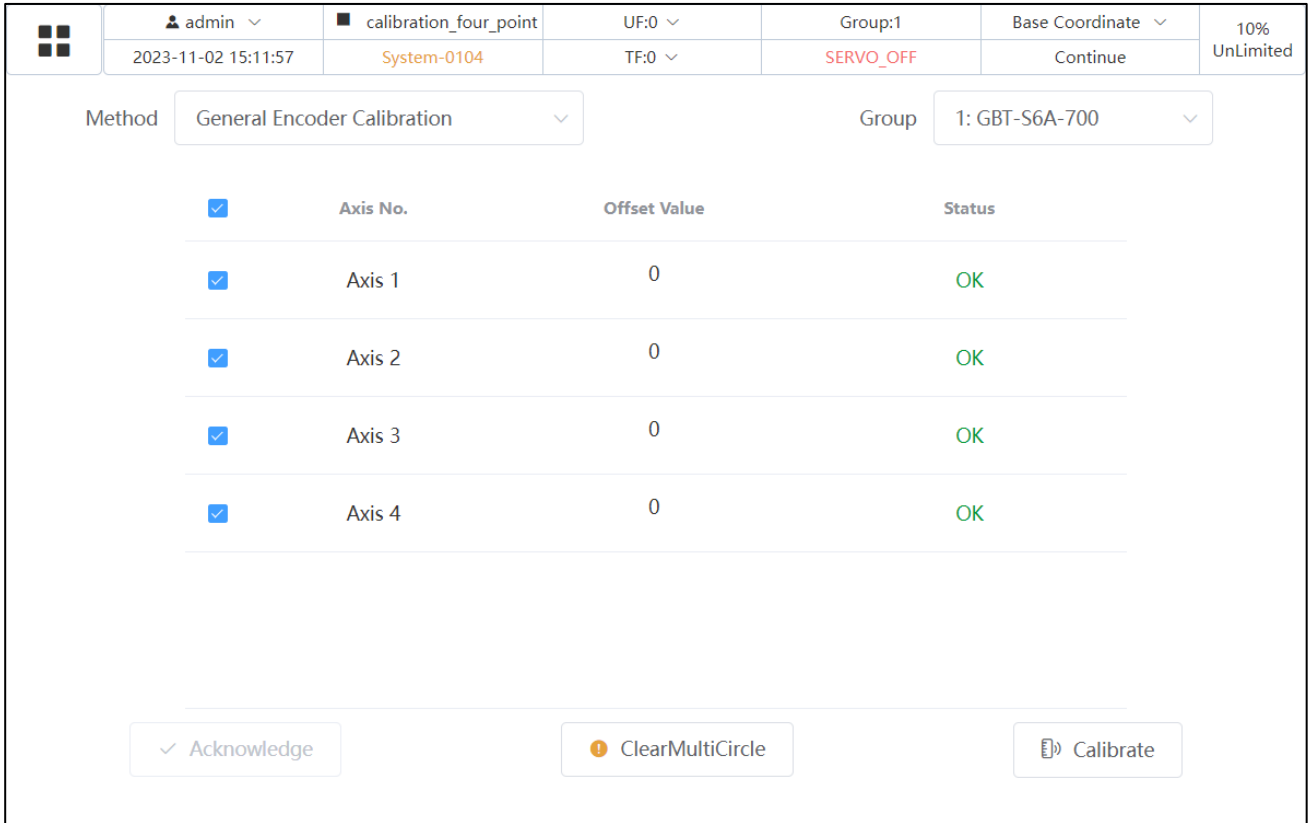 admin calibration_four_point UF:0 Group:1 Base Coordinate 10%
2023-11-02 15:11:57 System-0104 TF:0 SERVO_OFF Continue UnLimited
Method General Encoder Calibration Group 1: GBT-S6A-700
Axis No. Offset Value Status
Axis 1 0 OK
Axis 2 0 OK
Axis 3 0 OK
Axis 4 0 OK
Acknowledge ClearMultiCircle Calibrate